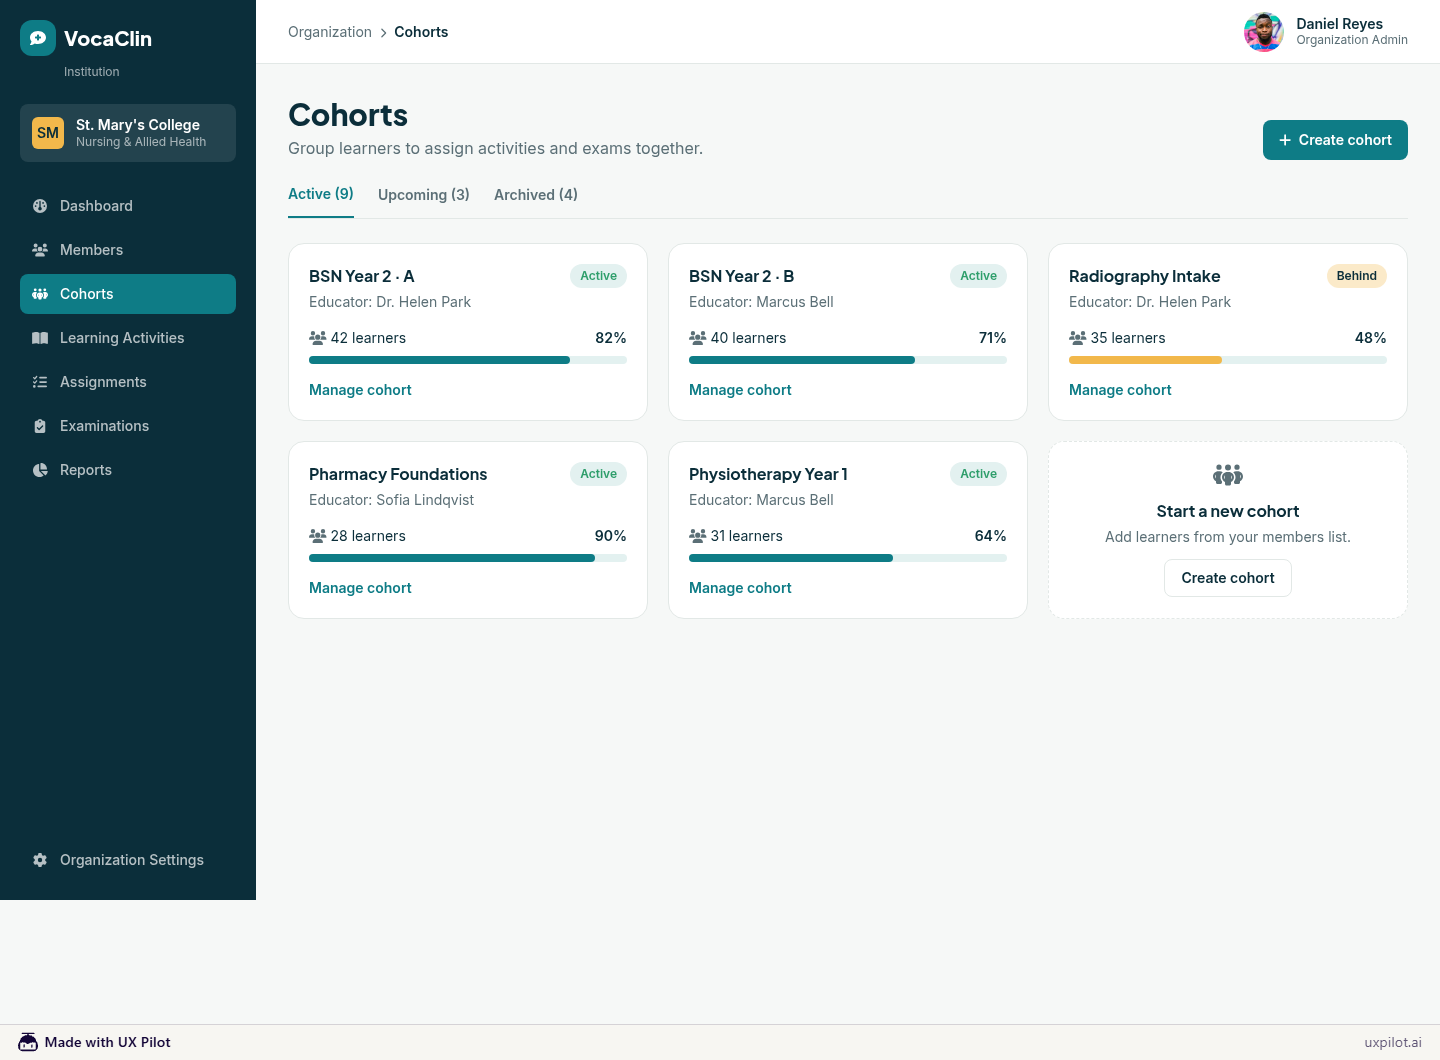 VocaClin
Institution
SM
St. Mary's College
Nursing & Allied Health
Dashboard
Members
Cohorts
Learning Activities
Assignments
Examinations
Reports
Organization Settings
Organization > Cohorts
Daniel Reyes
Organization Admin
Cohorts
Group learners to assign activities and exams together.
+ Create cohort
Active (9) Upcoming (3) Archived (4)
BSN Year 2 · A Active
Educator: Dr. Helen Park
42 learners 82%
Manage cohort
BSN Year 2 · B Active
Educator: Marcus Bell
40 learners 71%
Manage cohort
Radiography Intake Behind
Educator: Dr. Helen Park
35 learners 48%
Manage cohort
Pharmacy Foundations Active
Educator: Sofia Lindqvist
28 learners 90%
Manage cohort
Physiotherapy Year 1 Active
Educator: Marcus Bell
31 learners 64%
Manage cohort
Start a new cohort
Add learners from your members list.
Create cohort
Made with UX Pilot
uxpilot.ai